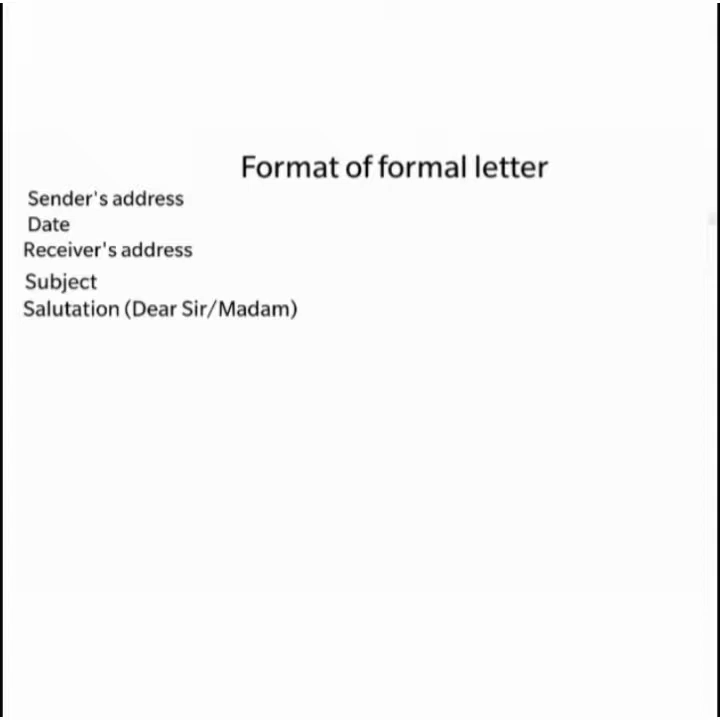 Format of formal letter
Sender's address
Date
Receiver's address
Subject
Salutation (Dear Sir/Madam)